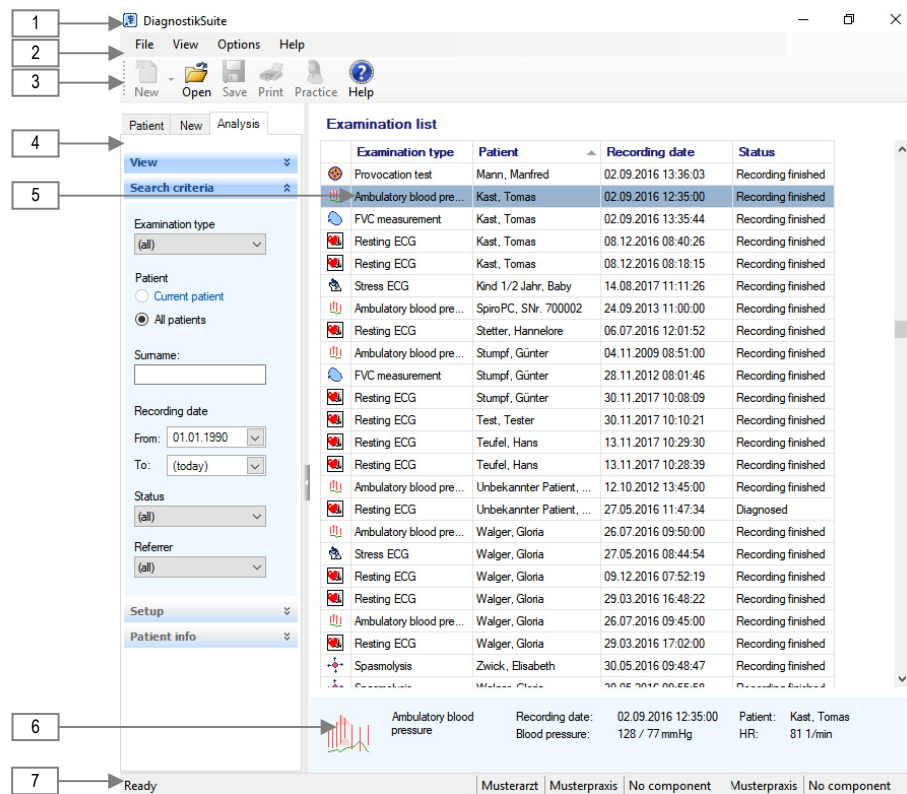 1 DiagnostikSuite
2 File View Options Help
3 New Open Save Print Practice Help
4 Patient New Analysis
View
Search criteria
Examination type
(all)
Patient
Current patient
All patients
Surname:
Recording date
From: 01.01.1990
To: (today)
Status
(all)
Referrer
(all)
Setup
Patient info
Examination list
Examination type Patient Recording date Status
Provocation test Mann, Manfred 02.09.2016 13:36:03 Recording finished
5 Ambulatory blood pre... Kast, Tomas 02.09.2016 12:35:00 Recording finished
FVC measurement Kast, Tomas 02.09.2016 13:35:44 Recording finished
Resting ECG Kast, Tomas 08.12.2016 08:40:26 Recording finished
Resting ECG Kast, Tomas 08.12.2016 08:18:15 Recording finished
Stress ECG Kind 1/2 Jahr, Baby 14.08.2017 11:11:26 Recording finished
Ambulatory blood pre... SpiroPC, SNr. 700002 24.09.2013 11:00:00 Recording finished
Resting ECG Stetter, Hannelore 06.07.2016 12:01:52 Recording finished
Ambulatory blood pre... Stumpf, Günter 04.11.2009 08:51:00 Recording finished
FVC measurement Stumpf, Günter 28.11.2012 08:01:46 Recording finished
Resting ECG Stumpf, Günter 30.11.2017 10:08:09 Recording finished
Resting ECG Test, Tester 30.11.2017 10:10:21 Recording finished
Resting ECG Teufel, Hans 13.11.2017 10:29:30 Recording finished
Resting ECG Teufel, Hans 13.11.2017 10:28:39 Recording finished
Ambulatory blood pre... Unbekannter Patient, ... 12.10.2012 13:45:00 Recording finished
Resting ECG Unbekannter Patient, ... 27.05.2016 11:47:34 Diagnosed
Ambulatory blood pre... Walger, Gloria 26.07.2016 09:50:00 Recording finished
Stress ECG Walger, Gloria 27.05.2016 08:44:54 Recording finished
Resting ECG Walger, Gloria 09.12.2016 07:52:19 Recording finished
Resting ECG Walger, Gloria 29.03.2016 16:48:22 Recording finished
Ambulatory blood pre... Walger, Gloria 26.07.2016 09:45:00 Recording finished
Resting ECG Walger, Gloria 29.03.2016 17:02:00 Recording finished
Spasmolysis Zwick, Elisabeth 30.05.2016 09:48:47 Recording finished
6 Ambulatory blood Recording date: 02.09.2016 12:35:00 Patient: Kast, Tomas
pressure Blood pressure: 128 / 77 mmHg HR: 81 1/min
7 Ready Musterarzt Musterpraxis No component Musterpraxis No component